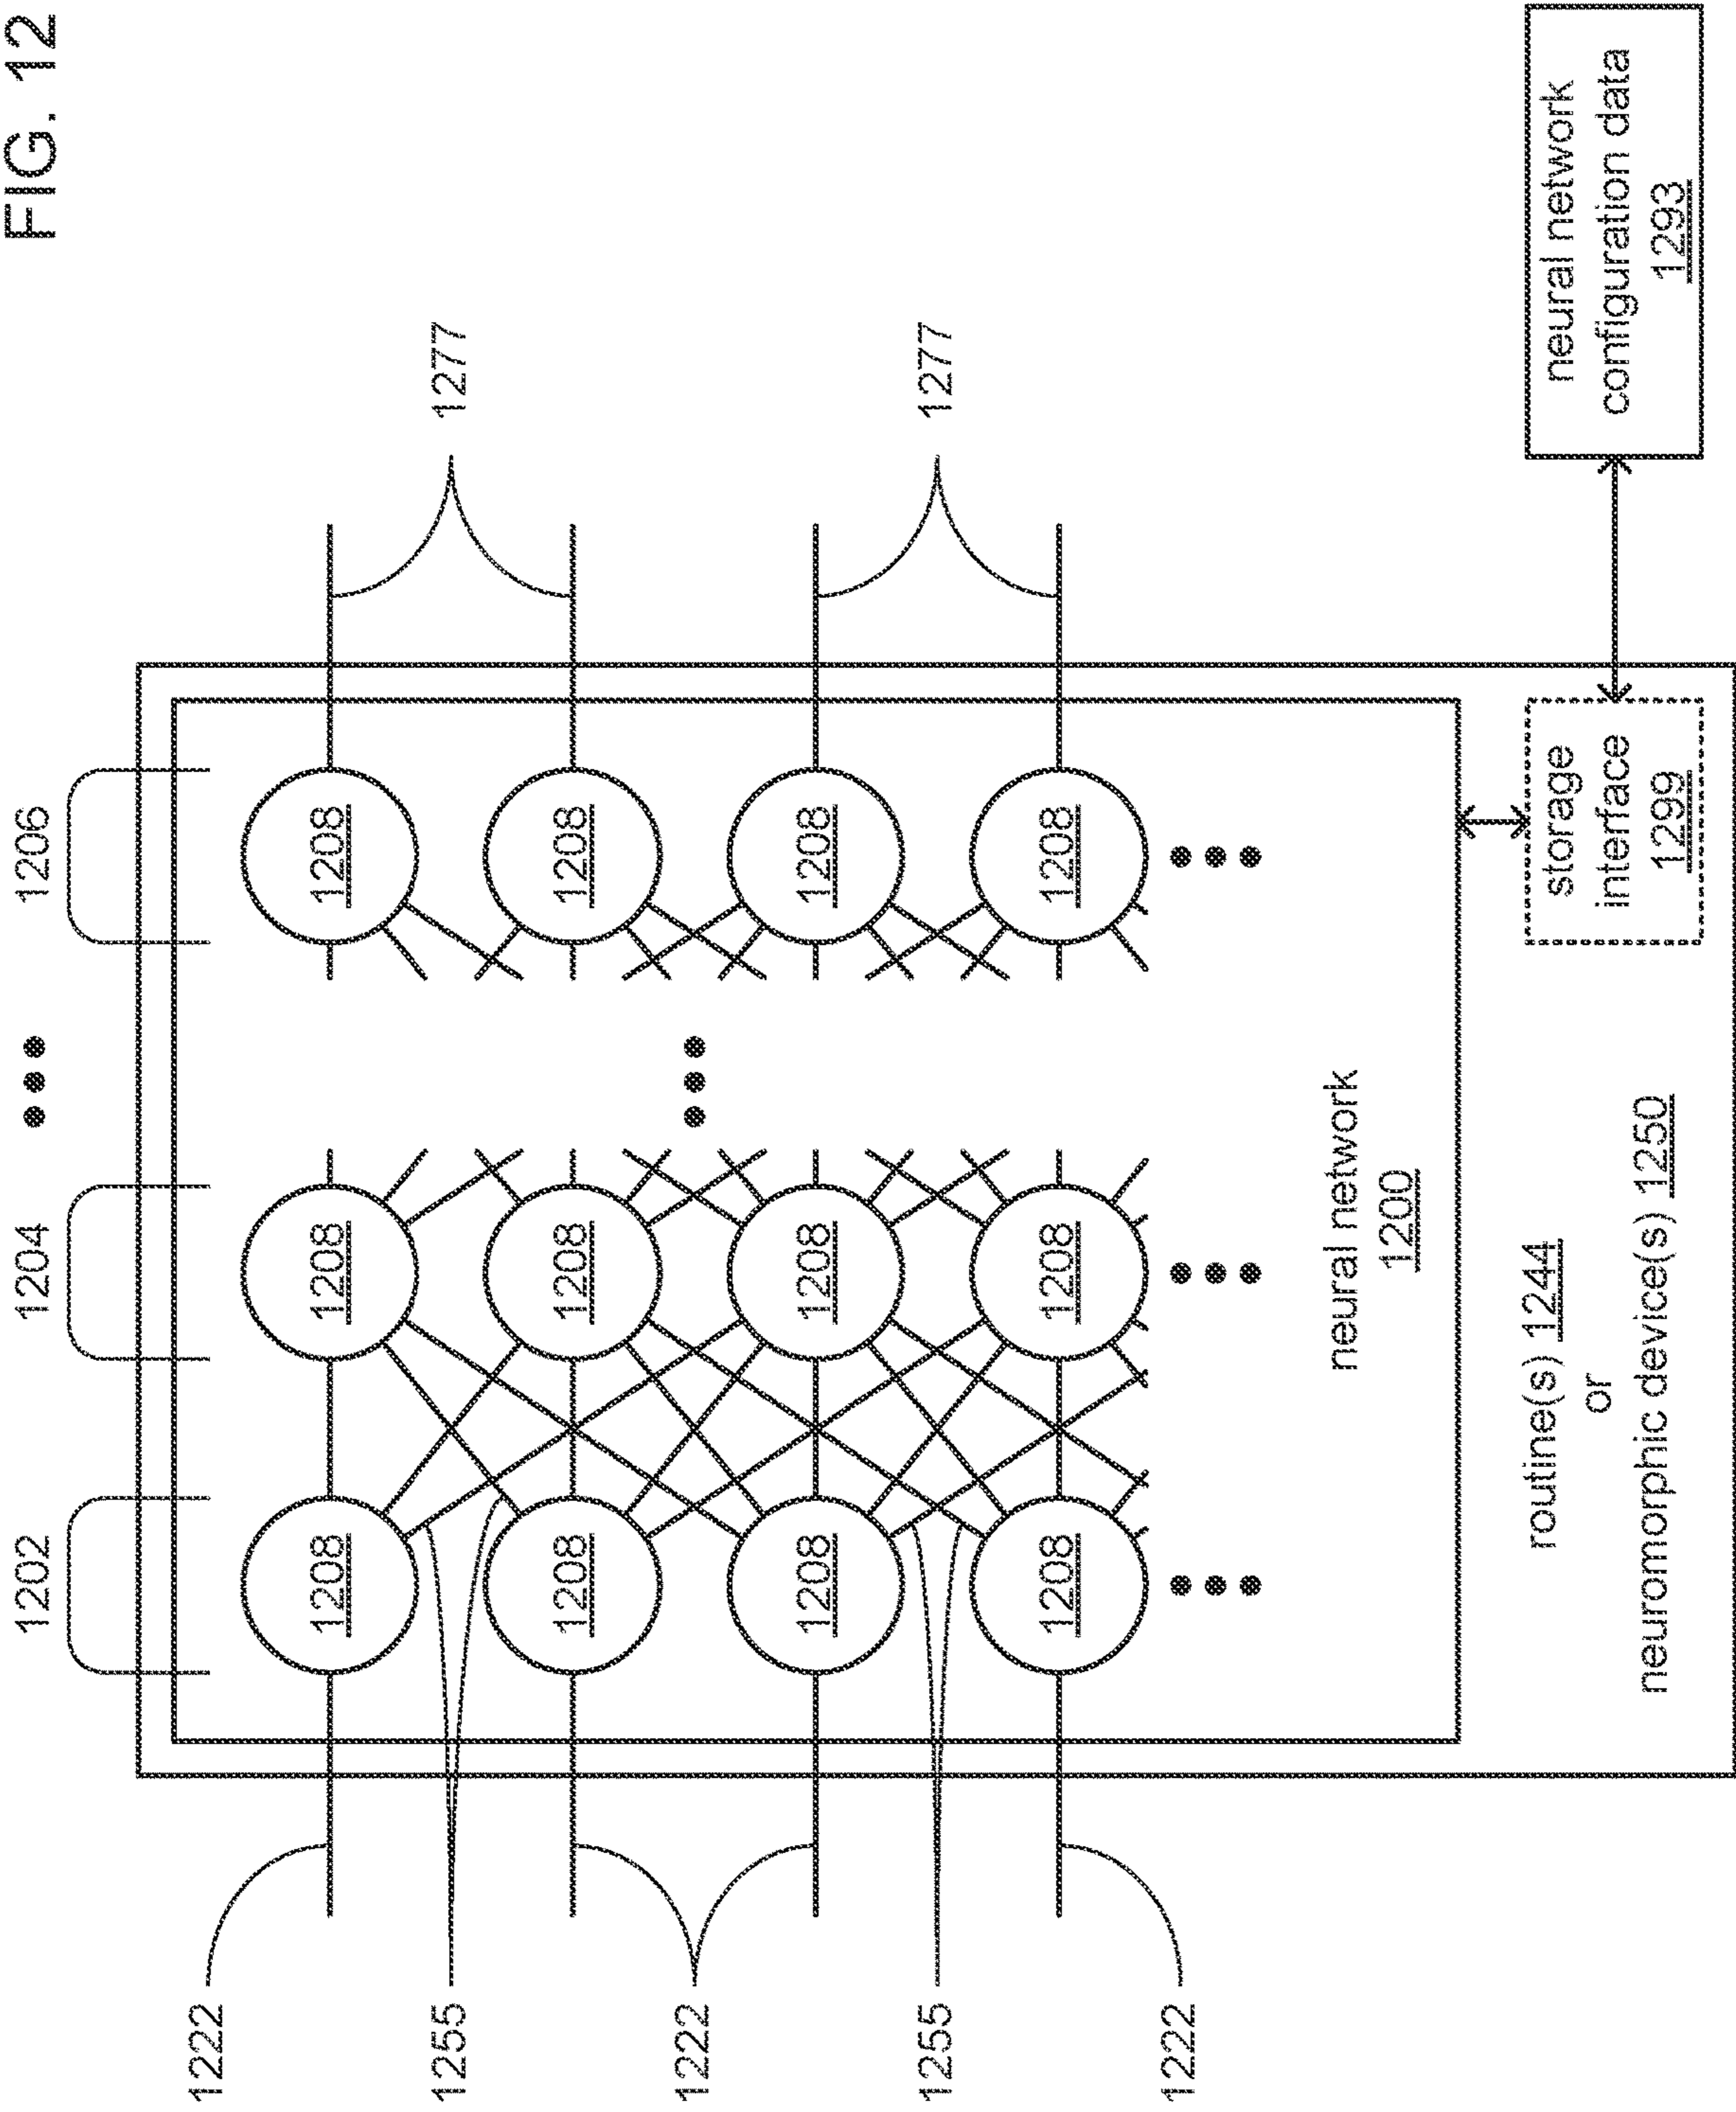 FIG. 12
1202
1204
1206
1222
1208
1208
1208
1277
1255
1222
1208
1208
1208
1255
1208
1208
1208
1277
1222
1208
1208
1208
neural network
1200
routine(s) 1244
or
neuromorphic device(s) 1250
storage
interface
1299
neural network
configuration data
1293